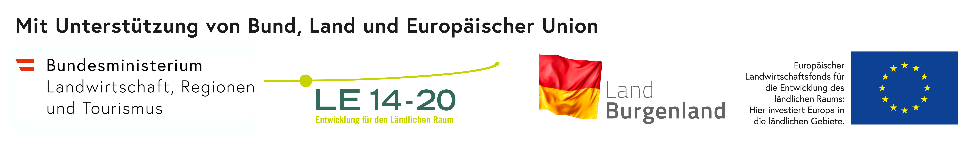 Mit Unterstützung von Bund, Land und Europäischer Union
Bundesministerium
Landwirtschaft, Regionen
und Tourismus
LE 14-20
Entwicklung für den Ländlichen Raum
Land
Burgenland
Europäischer
Landwirtschaftsfonds für
die Entwicklung des
ländlichen Raums:
Hier investiert Europa in
die ländlichen Gebiete.